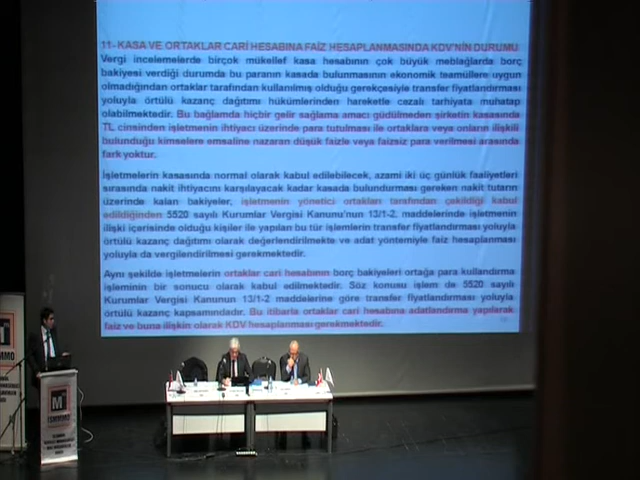 11- KASA VE ORTAKLAR CARİ HESABINA FAİZ HESAPLANMASINDA KDV'NİN DURUMU
Vergi incelemelerde birçok mükellef kasa hesabının çok büyük meblağlarda borç
bakiyesi verdiği durumda bu paranın kasada bulunmasının ekonomik teamüllere uygun
olmadığından ortaklar tarafından kullanılmış olduğu gerekçesiyle transfer fiyatlandırması
yoluyla örtülü kazanç dağıtımı hükümlerinden hareketle cezalı tarhiyata muhatap
olabilmektedir. Bu bağlamda hiçbir gelir sağlama amacı güdülmeden şirketin kasasında
TL cinsinden işletmenin ihtiyacı üzerinde para tutulması ile ortaklara veya onların ilişkili
bulunduğu kimselere emsaline nazaran düşük faizle veya faizsiz para verilmesi arasında
fark yoktur.
İşletmelerin kasasında normal olarak kabul edilebilecek, azami iki üç günlük faaliyetleri
sırasında nakit ihtiyacını karşılayacak kadar kasada bulundurması gereken nakit tutarın
üzerinde kalan bakiyeler, işletmenin yönetici ortakları tarafından çekildiği kabul
edildiğinden 5520 sayılı Kurumlar Vergisi Kanunu'nun 13/1-2. maddelerinde işletmenin
ilişki içerisinde olduğu kişiler ile yapılan bu tür işlemlerin transfer fiyatlandırması yoluyla
örtülü kazanç dağıtımı olarak değerlendirilmekte ve adat yöntemiyle faiz hesaplanması
yoluyla da vergilendirilmesi gerekmektedir.
Aynı şekilde işletmelerin ortaklar cari hesabının borç bakiyeleri ortağa para kullandırma
işleminin bir sonucu olarak kabul edilmektedir. Söz konusu işlem de 5520 sayılı
Kurumlar Vergisi Kanunun 13/1-2 maddelerine göre transfer fiyatlandırması yoluyla
örtülü kazanç kapsamındadır. Bu itibarla ortaklar cari hesabına adatlandırma yapılarak
faiz ve buna ilişkin olarak KDV hesaplanması gerekmektedir.